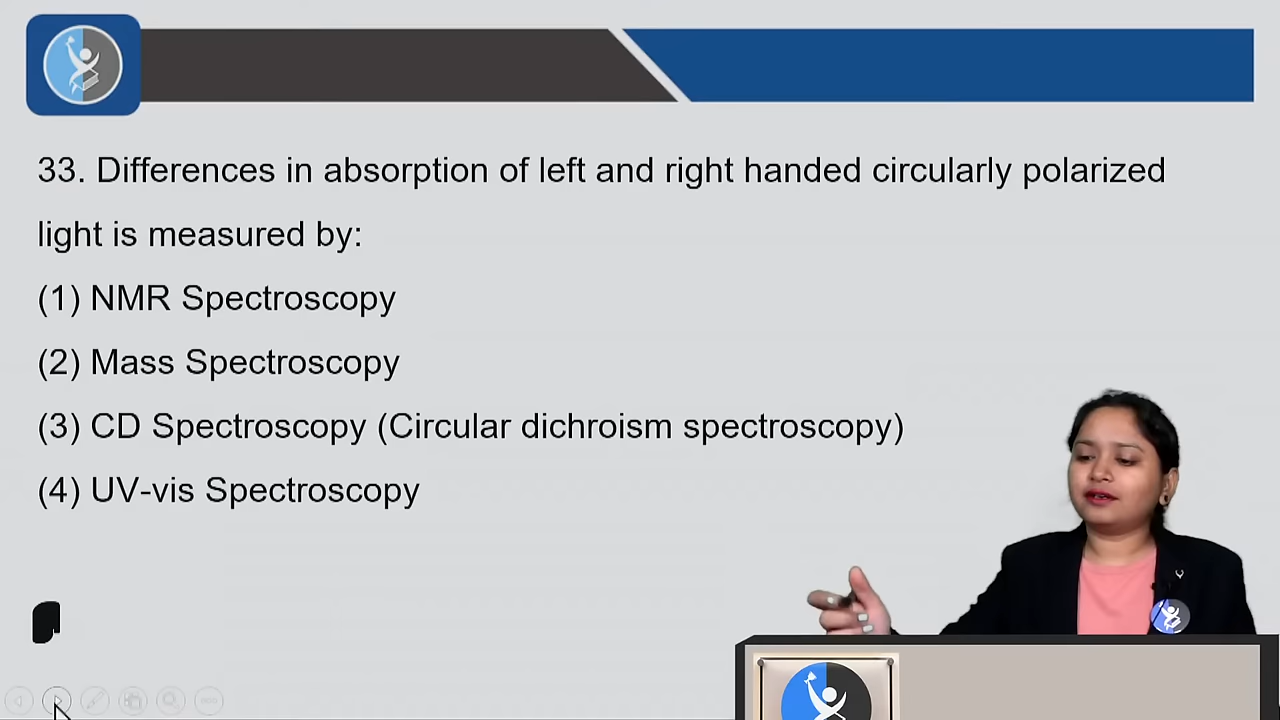 33. Differences in absorption of left and right handed circularly polarized
light is measured by:
(1) NMR Spectroscopy
(2) Mass Spectroscopy
(3) CD Spectroscopy (Circular dichroism spectroscopy)
(4) UV-vis Spectroscopy